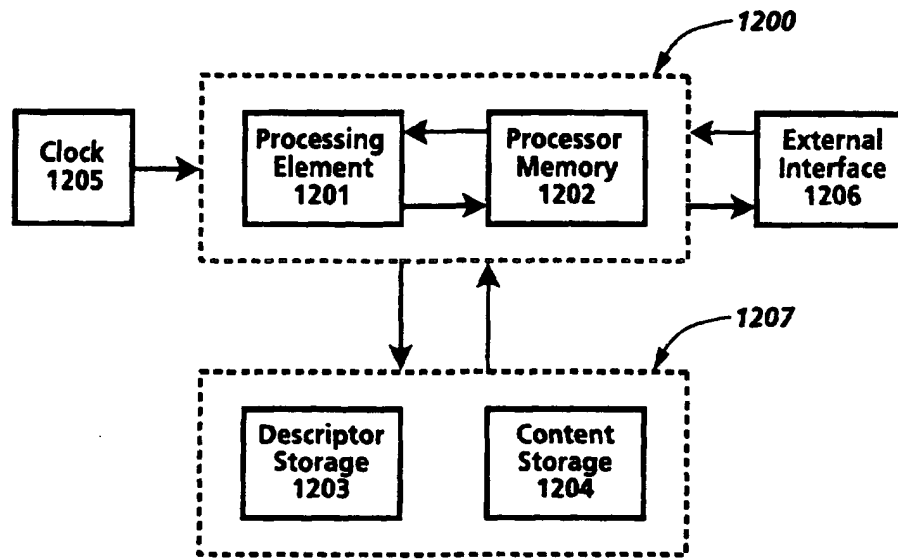 1200
Clock
1205
Processing
Element
1201
Processor
Memory
1202
External
Interface
1206
1207
Descriptor
Storage
1203
Content
Storage
1204